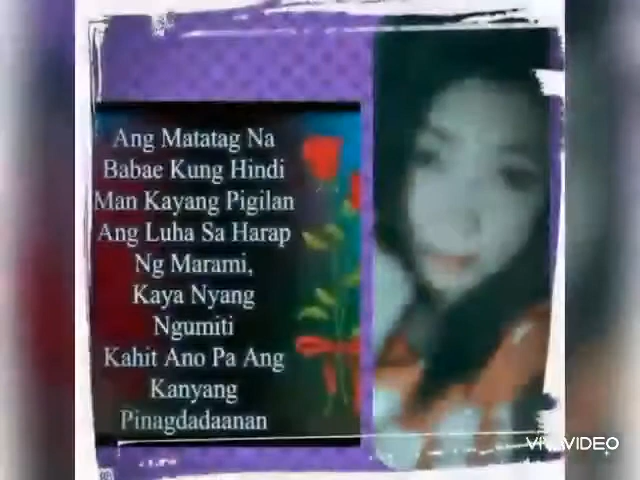 Ang Matatag Na
Babae Kung Hindi
Man Kayang Pigilan
Ang Luha Sa Harap
Ng Marami,
Kaya Nyang
Ngumiti
Kahit Ano Pa Ang
Kanyang
Pinagdadaanan
VIVAVIDEO